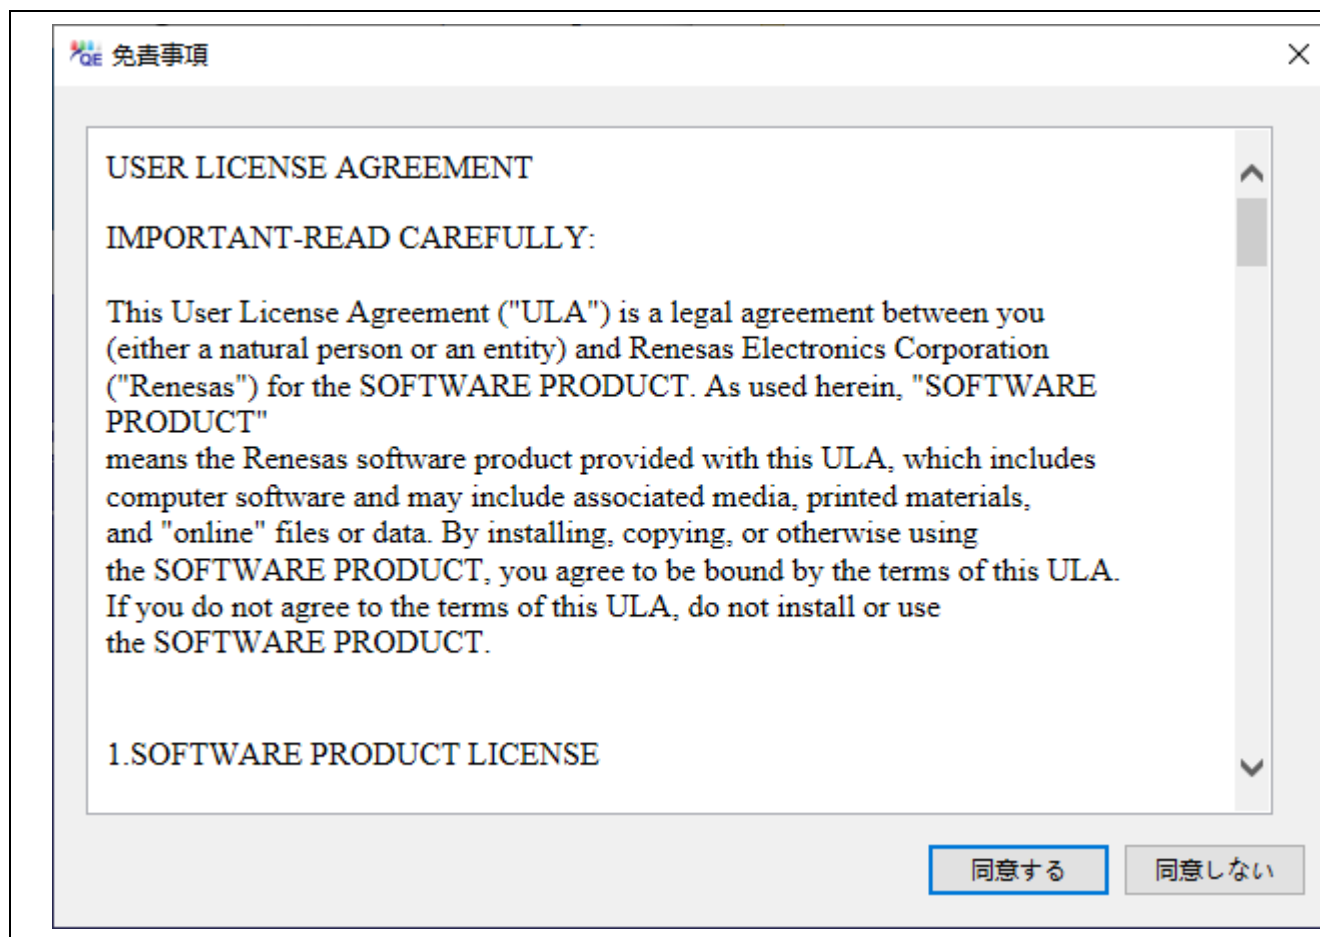 QE 免責事項
USER LICENSE AGREEMENT
IMPORTANT-READ CAREFULLY:
This User License Agreement ("ULA") is a legal agreement between you
(either a natural person or an entity) and Renesas Electronics Corporation
("Renesas") for the SOFTWARE PRODUCT. As used herein, "SOFTWARE
PRODUCT"
means the Renesas software product provided with this ULA, which includes
computer software and may include associated media, printed materials,
and "online" files or data. By installing, copying, or otherwise using
the SOFTWARE PRODUCT, you agree to be bound by the terms of this ULA.
If you do not agree to the terms of this ULA, do not install or use
the SOFTWARE PRODUCT.
1.SOFTWARE PRODUCT LICENSE
同意する 同意しない